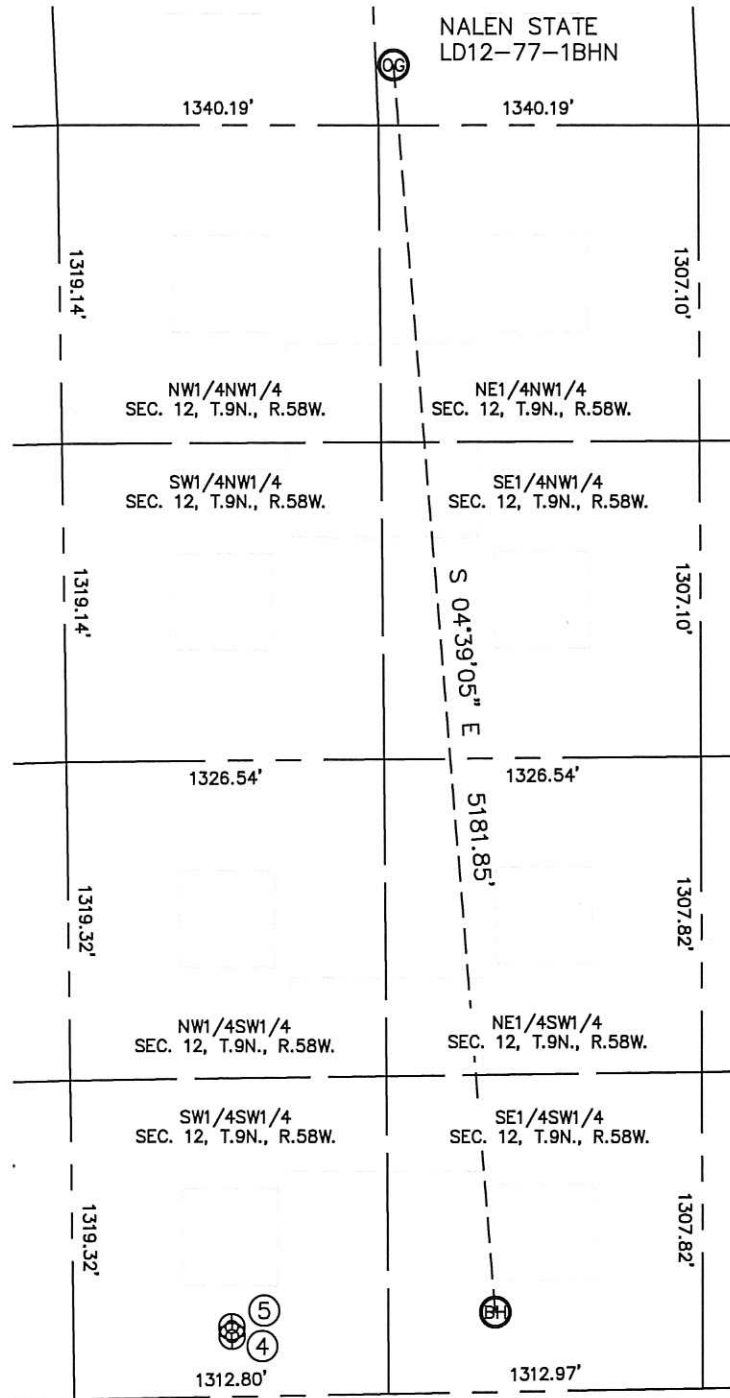 NALEN STATE
LD12-77-1BHN
OG
1340.19'
1340.19'
1319.14'
1307.10'
NW1/4NW1/4
SEC. 12, T.9N., R.58W.
NE1/4NW1/4
SEC. 12, T.9N., R.58W.
SW1/4NW1/4
SEC. 12, T.9N., R.58W.
SE1/4NW1/4
SEC. 12, T.9N., R.58W.
1319.14'
1307.10'
S 04°39'05" E 5181.85'
1326.54'
1326.54'
1319.32'
1307.82'
NW1/4SW1/4
SEC. 12, T.9N., R.58W.
NE1/4SW1/4
SEC. 12, T.9N., R.58W.
SW1/4SW1/4
SEC. 12, T.9N., R.58W.
SE1/4SW1/4
SEC. 12, T.9N., R.58W.
1319.32'
1307.82'
5
4
BH
1312.80'
1312.97'